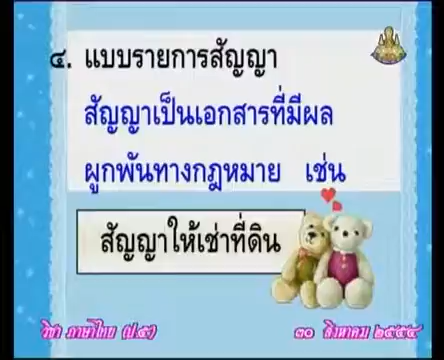 ๔. แบบรายการสัญญา
สัญญาเป็นเอกสารที่มีผล
ผูกพันทางกฎหมาย เช่น
สัญญาให้เช่าที่ดิน
วิชา ภาษาไทย (ป.๕)
๓๐ สิงหาคม ๒๕๕๔